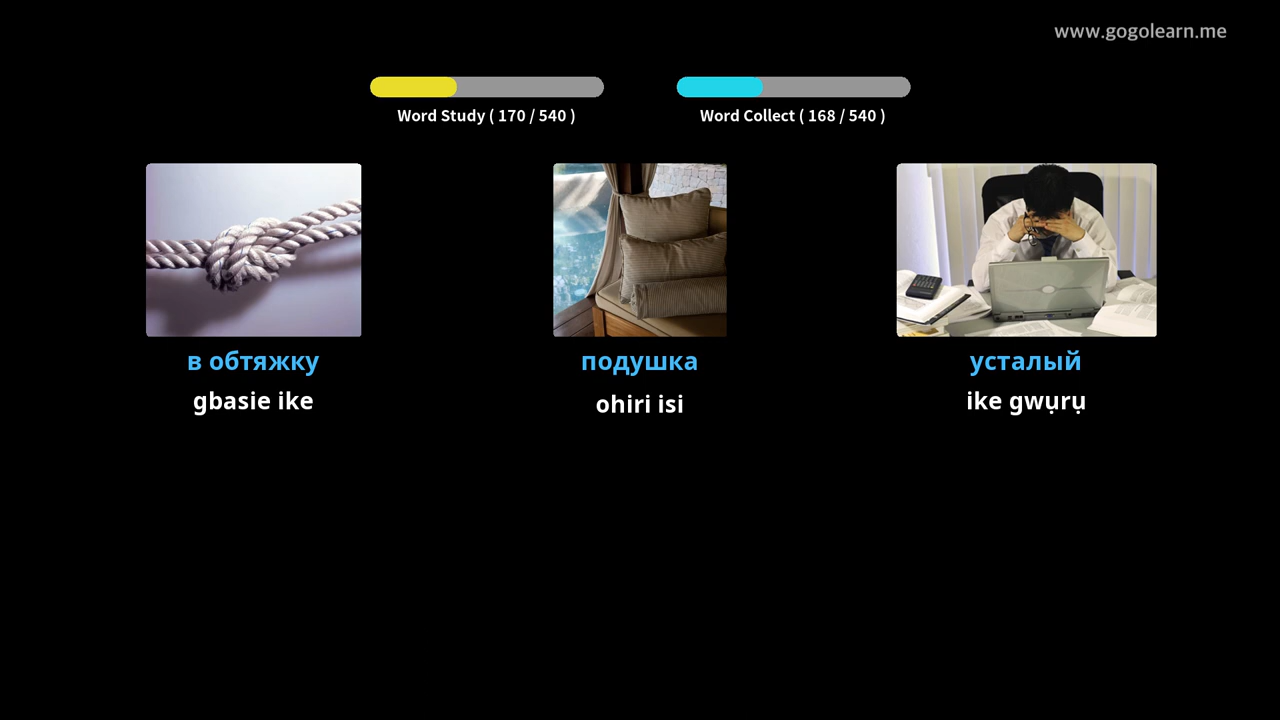 www.gogolearn.me
Word Study ( 170 / 540 )
Word Collect ( 168 / 540 )
в обтяжку
подушка
усталый
gbasie ike
ohiri isi
ike gwụrụ